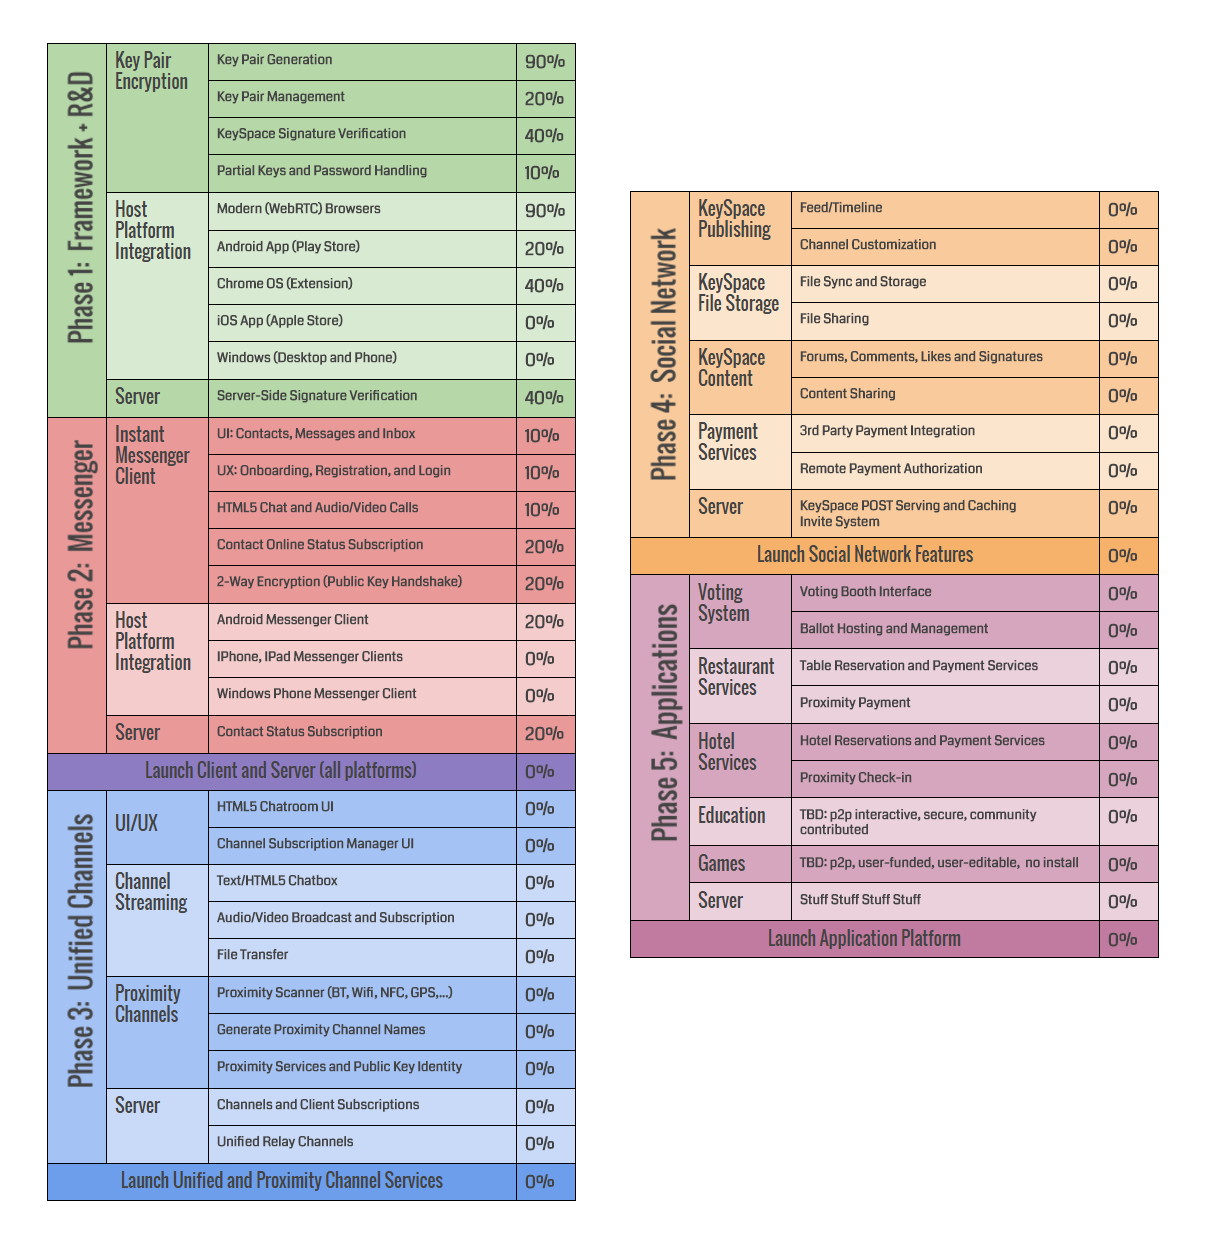 Phase 1: Framework + R&D
Key Pair
Encryption
Key Pair Generation
90%
Key Pair Management
20%
KeySpace Signature Verification
40%
Partial Keys and Password Handling
10%
Host
Platform
Integration
Modern (WebRTC) Browsers
90%
Android App (Play Store)
20%
Chrome OS (Extension)
40%
iOS App (Apple Store)
0%
Windows (Desktop and Phone)
0%
Server
Server-Side Signature Verification
40%
Phase 2: Messenger
Instant
Messenger
Client
UI: Contacts, Messages and Inbox
10%
UX: Onboarding, Registration, and Login
10%
HTML5 Chat and Audio/Video Calls
10%
Contact Online Status Subscription
20%
2-Way Encryption (Public Key Handshake)
20%
Host
Platform
Integration
Android Messenger Client
20%
IPhone, IPad Messenger Clients
0%
Windows Phone Messenger Client
0%
Server
Contact Status Subscription
20%
Launch Client and Server (all platforms)
0%
Phase 3: Unified Channels
UI/UX
HTML5 Chatroom UI
0%
Channel Subscription Manager UI
0%
Channel
Streaming
Text/HTML5 Chatbox
0%
Audio/Video Broadcast and Subscription
0%
File Transfer
0%
Proximity
Channels
Proximity Scanner (BT, Wifi, NFC, GPS,...)
0%
Generate Proximity Channel Names
0%
Proximity Services and Public Key Identity
0%
Server
Channels and Client Subscriptions
0%
Unified Relay Channels
0%
Launch Unified and Proximity Channel Services
0%
Phase 4: Social Network
KeySpace
Publishing
Feed/Timeline
0%
Channel Customization
0%
KeySpace
File Storage
File Sync and Storage
0%
File Sharing
0%
KeySpace
Content
Forums, Comments, Likes and Signatures
0%
Content Sharing
0%
Payment
Services
3rd Party Payment Integration
0%
Remote Payment Authorization
0%
Server
KeySpace POST Serving and Caching
Invite System
0%
Launch Social Network Features
0%
Phase 5: Applications
Voting
System
Voting Booth Interface
0%
Ballot Hosting and Management
0%
Restaurant
Services
Table Reservation and Payment Services
0%
Proximity Payment
0%
Hotel
Services
Hotel Reservations and Payment Services
0%
Proximity Check-in
0%
Education
TBD: p2p interactive, secure, community
contributed
0%
Games
TBD: p2p, user-funded, user-editable, no install
0%
Server
Stuff Stuff Stuff Stuff
0%
Launch Application Platform
0%